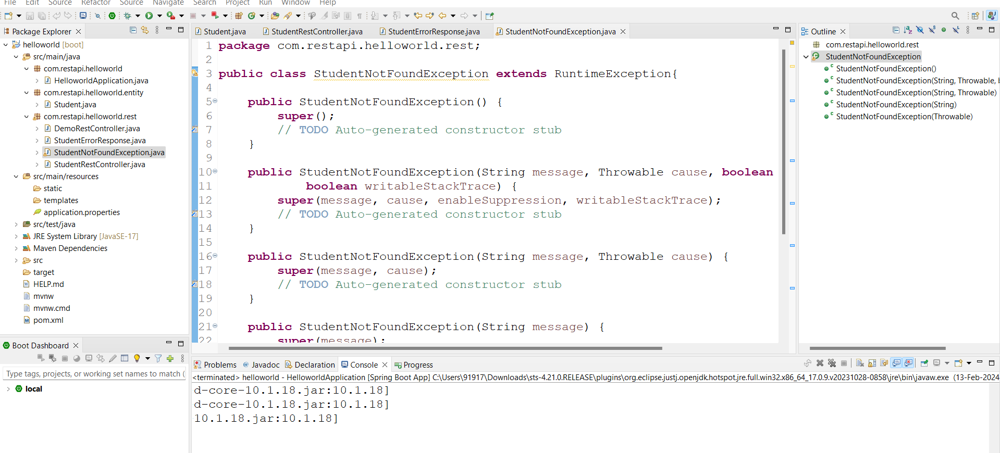 File Edit Source Refactor Source Navigate Search Project Run Window Help
Package Explorer
helloworld [boot]
src/main/java
com.restapi.helloworld
HelloworldApplication.java
com.restapi.helloworld.entity
Student.java
com.restapi.helloworld.rest
DemoRestController.java
StudentErrorResponse.java
StudentNotFoundException.java
StudentRestController.java
src/main/resources
static
templates
application.properties
src/test/java
JRE System Library [JavaSE-17]
Maven Dependencies
src
target
HELP.md
mvnw
mvnw.cmd
pom.xml
Boot Dashboard
Type tags, projects, or working set names to match (
local
Student.java StudentRestController.java StudentErrorResponse.java StudentNotFoundException.java
1 package com.restapi.helloworld.rest;
2
3 public class StudentNotFoundException extends RuntimeException{
4
5 public StudentNotFoundException() {
6 super();
7 // TODO Auto-generated constructor stub
8 }
9
10 public StudentNotFoundException(String message, Throwable cause, boolean
11 boolean writableStackTrace) {
12 super(message, cause, enableSuppression, writableStackTrace);
13 // TODO Auto-generated constructor stub
14 }
15
16 public StudentNotFoundException(String message, Throwable cause) {
17 super(message, cause);
18 // TODO Auto-generated constructor stub
19 }
20
21 public StudentNotFoundException(String message) {
22 super(message);
Outline
com.restapi.helloworld.rest
StudentNotFoundException
StudentNotFoundException()
StudentNotFoundException(String, Throwable, b
StudentNotFoundException(String, Throwable)
StudentNotFoundException(String)
StudentNotFoundException(Throwable)
Problems Javadoc Declaration Console Progress
<terminated> helloworld - HelloworldApplication [Spring Boot App] C:\Users\91917\Downloads\sts-4.21.0.RELEASE\plugins\org.eclipse.justj.openjdk.hotspot.jre.full.win32.x86_64_17.0.9.v20231028-0858\jre\bin\javaw.exe (13-Feb-2024
d-core-10.1.18.jar:10.1.18]
d-core-10.1.18.jar:10.1.18]
10.1.18.jar:10.1.18]